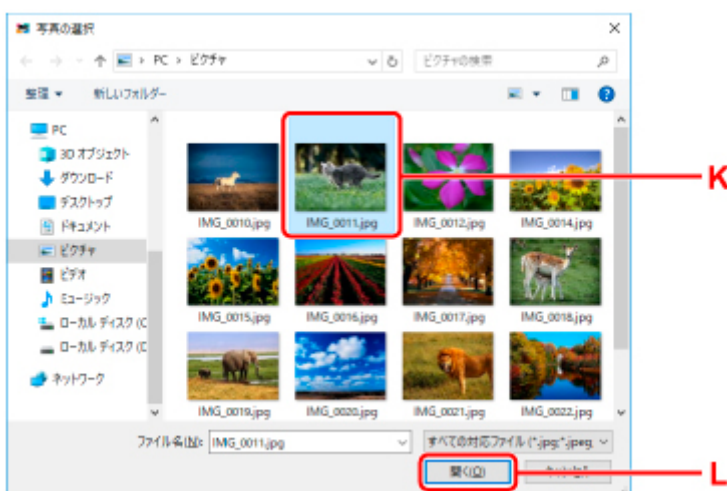 写真の選択
PC › ピクチャ
ピクチャの検索
整理 ▼ 新しいフォルダー
PC
3D オブジェクト
ダウンロード
デスクトップ
ドキュメント
ピクチャ
ビデオ
ミュージック
ローカル ディスク (C
ローカル ディスク (C
ネットワーク
IMG_0010.jpg IMG_0011.jpg IMG_0012.jpg IMG_0014.jpg
K
IMG_0015.jpg IMG_0016.jpg IMG_0017.jpg IMG_0018.jpg
IMG_0019.jpg IMG_0020.jpg IMG_0021.jpg IMG_0022.jpg
ファイル名(N): IMG_0011.jpg すべての対応ファイル (*.jpg;*.jpeg,
開く(O)
L